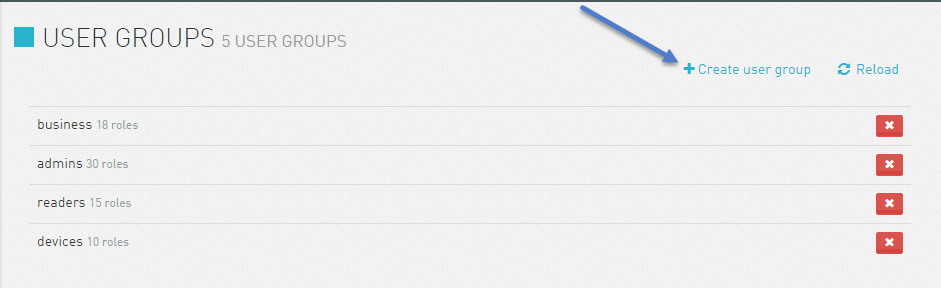 USER GROUPS 5 USER GROUPS
Create user group Reload
business 18 roles
admins 30 roles
readers 15 roles
devices 10 roles